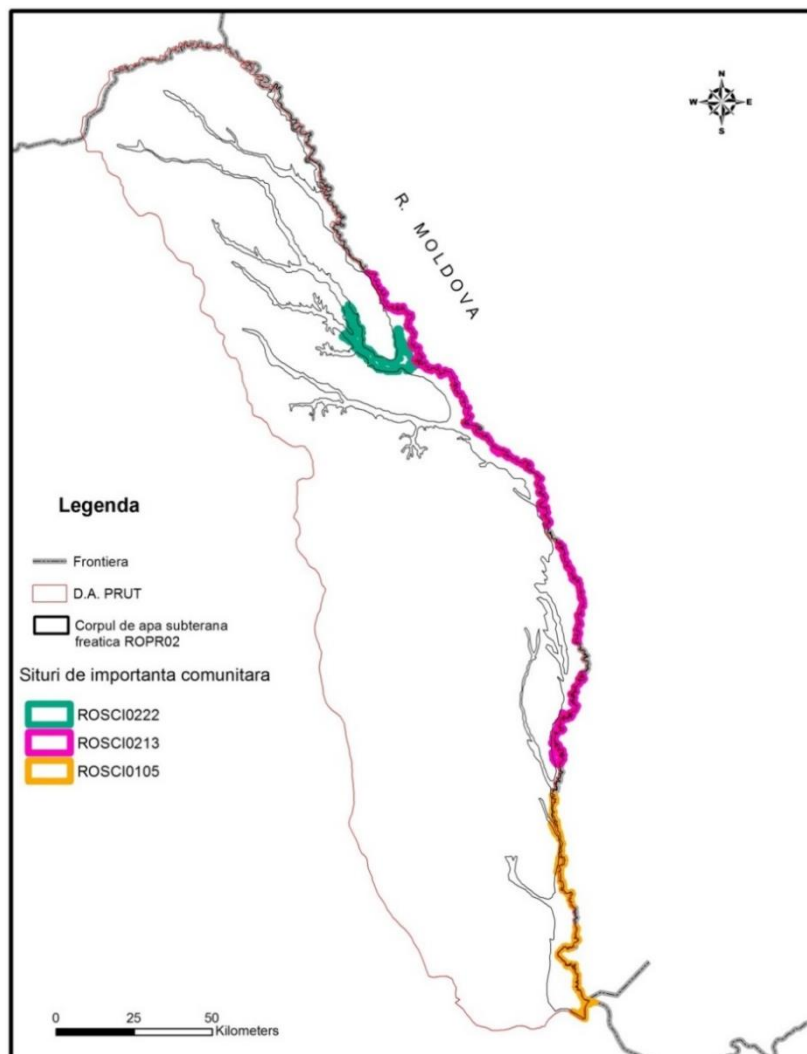 N
W E
S
R. MOLDOVA
Legenda
Frontiera
D.A. PRUT
Corpul de apa subterana
freatica ROPR02
Situri de importanta comunitara
ROSCI0222
ROSCI0213
ROSCI0105
0 25 50
Kilometers